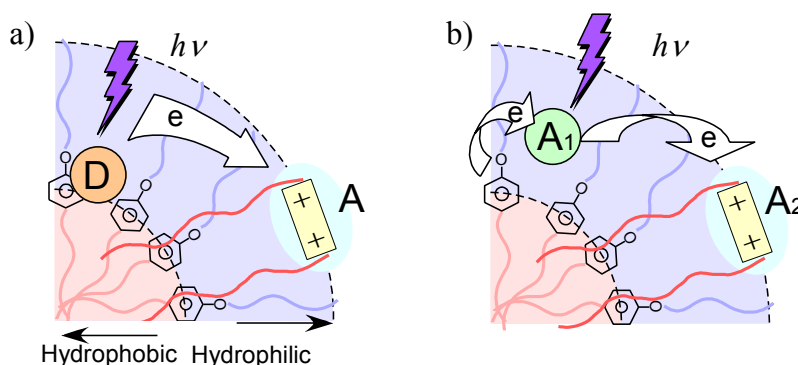 a)
hν
e
D
A
+
+
Hydrophobic Hydrophilic
b)
hν
e
A1
e
A2
+
+